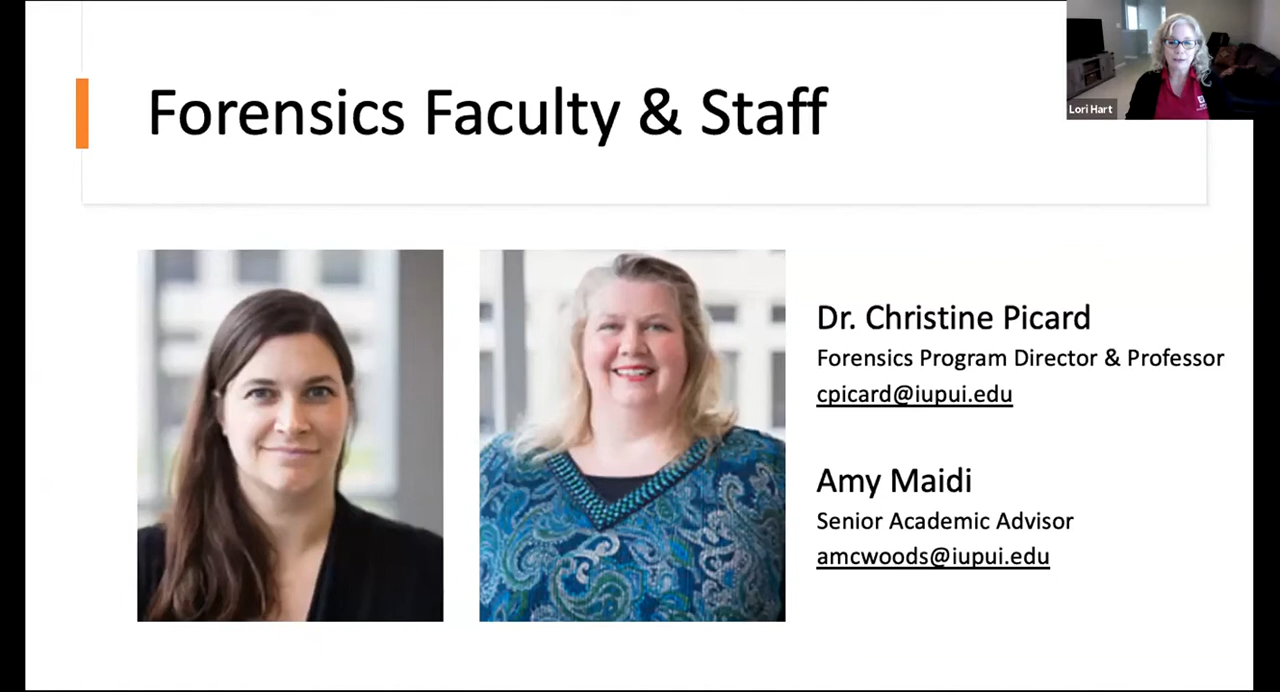 Forensics Faculty & Staff
Lori Hart
Dr. Christine Picard
Forensics Program Director & Professor
cpicard@iupui.edu
Amy Maidi
Senior Academic Advisor
amcwoods@iupui.edu